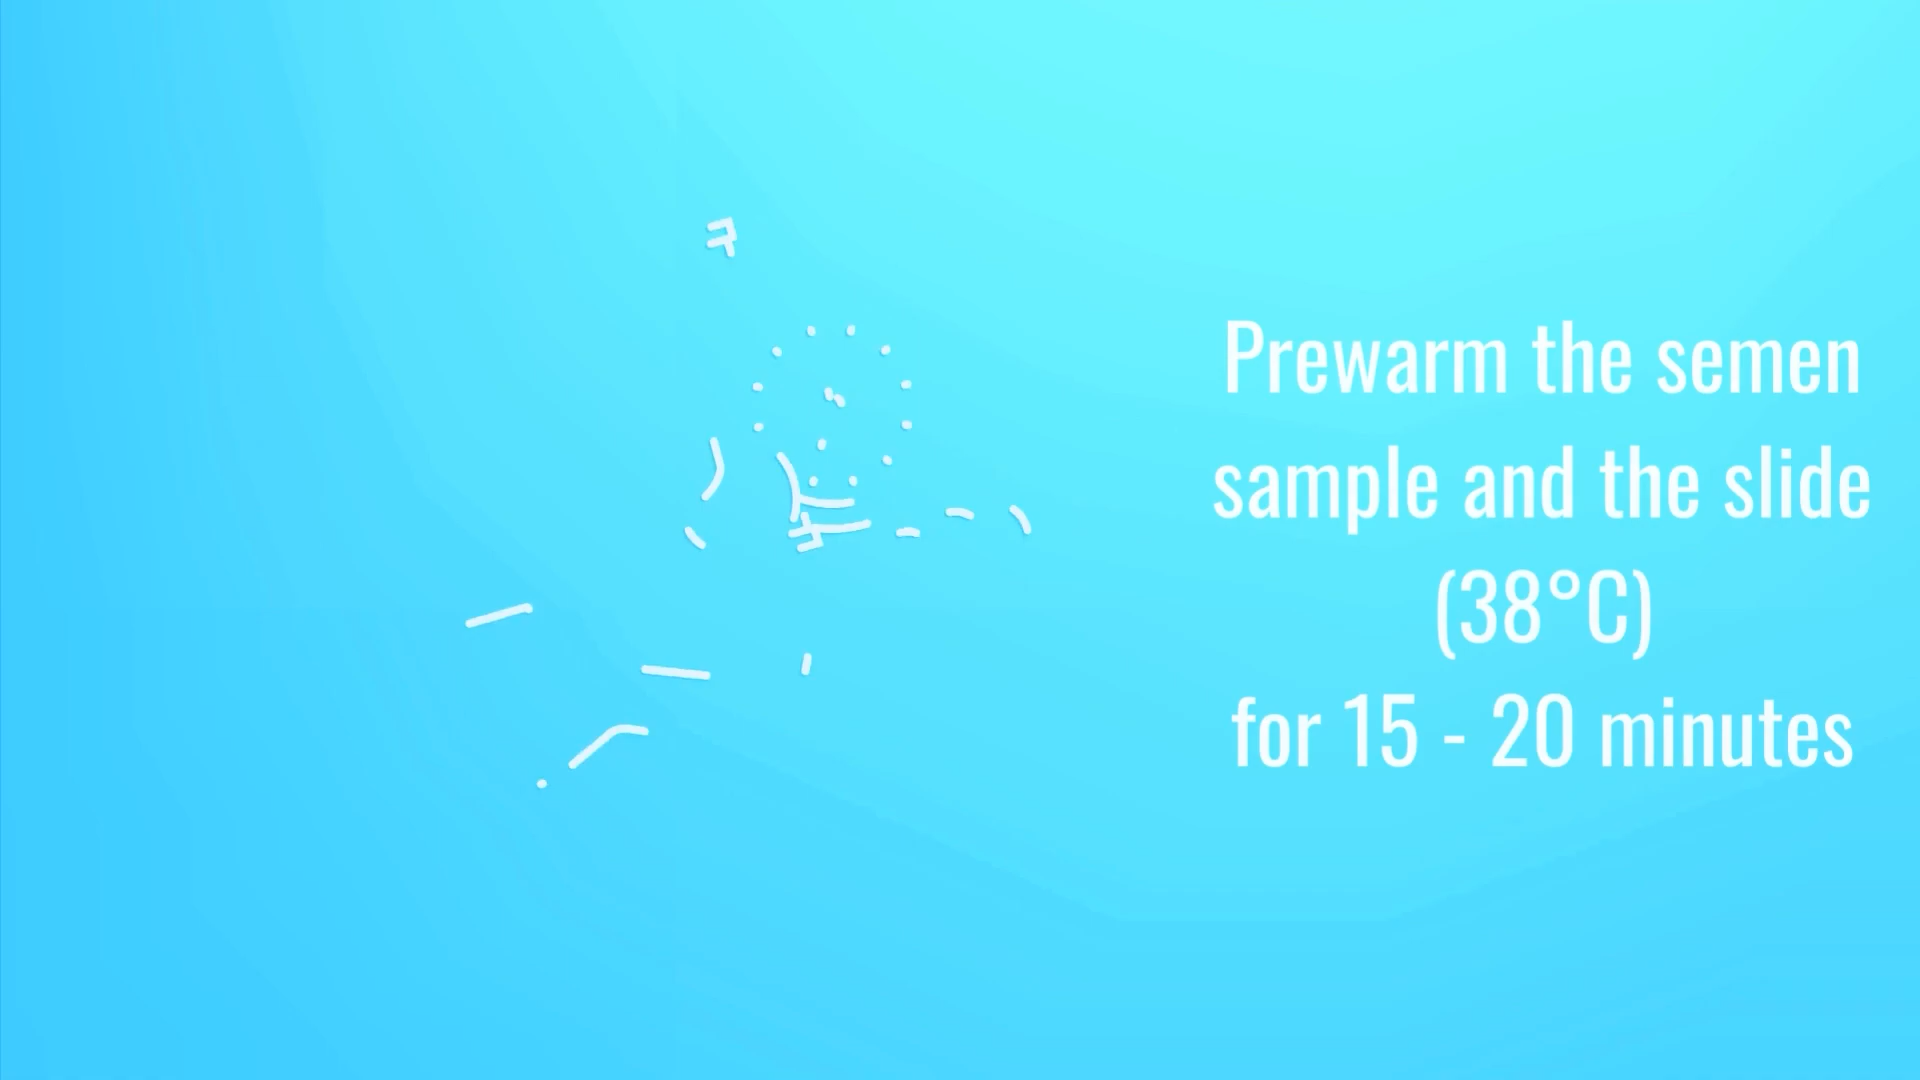 Prewarm the semen
sample and the slide
(38°C)
for 15 - 20 minutes